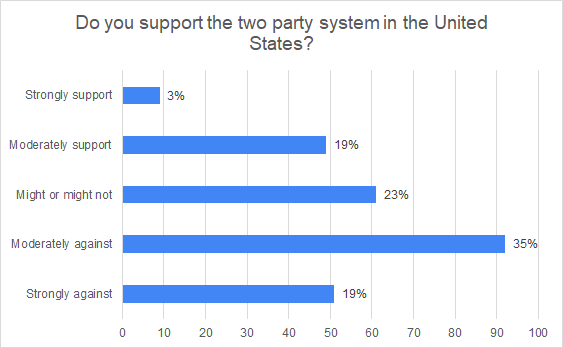 Do you support the two party system in the United
States?
Strongly support 3%
Moderately support 19%
Might or might not 23%
Moderately against 35%
Strongly against 19%
0 10 20 30 40 50 60 70 80 90 100